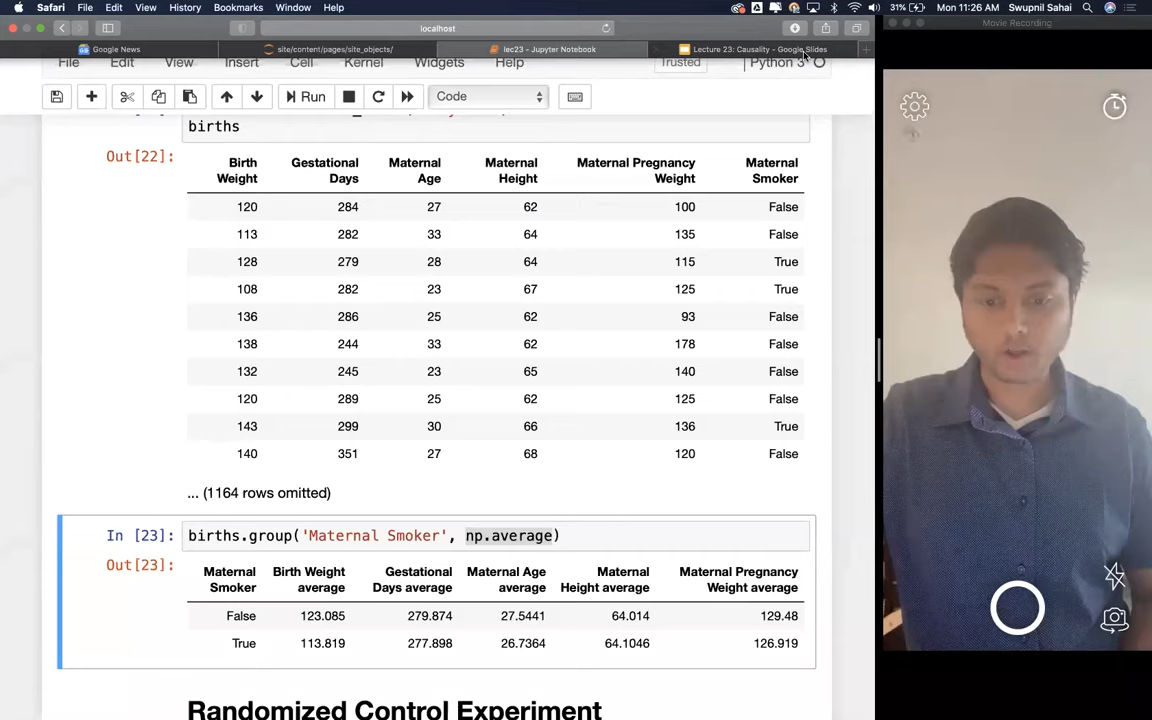 Safari File Edit View History Bookmarks Window Help 31% Mon 11:26 AM Swupnil Sahai
localhost
Movie Recording
Google News site/content/pages/site_objects/ lec23 - Jupyter Notebook Lecture 23: Causality - Google Slides
File Edit View Insert Cell Kernel Widgets Help Trusted Python 3
Run Code
births
Out[22]:
Birth Weight Gestational Days Maternal Age Maternal Height Maternal Pregnancy Weight Maternal Smoker
120 284 27 62 100 False
113 282 33 64 135 False
128 279 28 64 115 True
108 282 23 67 125 True
136 286 25 62 93 False
138 244 33 62 178 False
132 245 23 65 140 False
120 289 25 62 125 False
143 299 30 66 136 True
140 351 27 68 120 False
... (1164 rows omitted)
In [23]: births.group('Maternal Smoker', np.average)
Out[23]:
Maternal Smoker Birth Weight average Gestational Days average Maternal Age average Maternal Height average Maternal Pregnancy Weight average
False 123.085 279.874 27.5441 64.014 129.48
True 113.819 277.898 26.7364 64.1046 126.919
Randomized Control Experiment